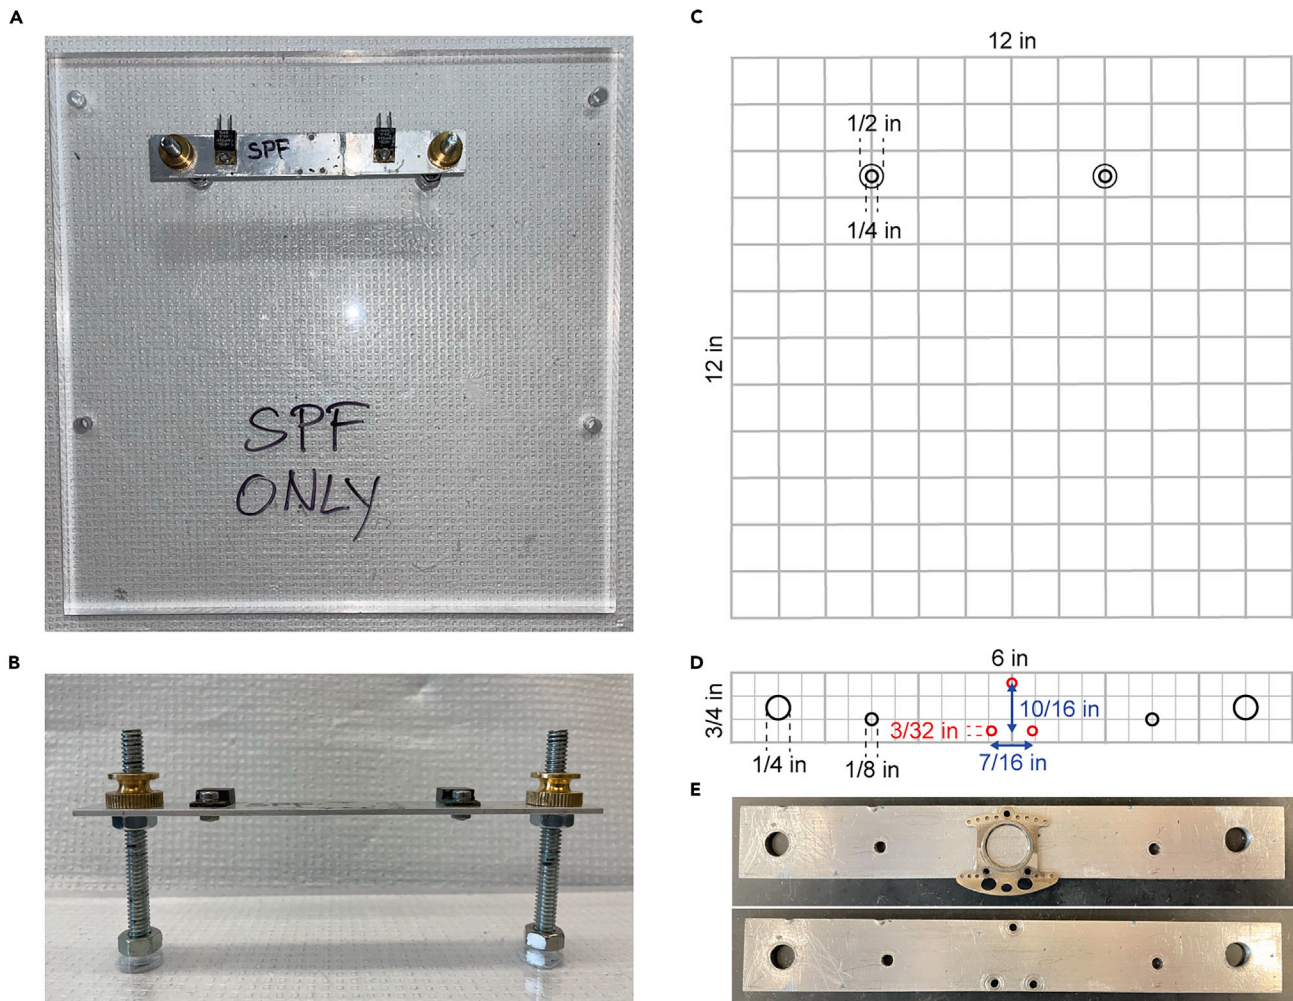 A
SPF
SPF
ONLY
B
C
12 in
1/2 in
1/4 in
12 in
D
6 in
3/4 in
10/16 in
3/32 in
7/16 in
1/4 in
1/8 in
E